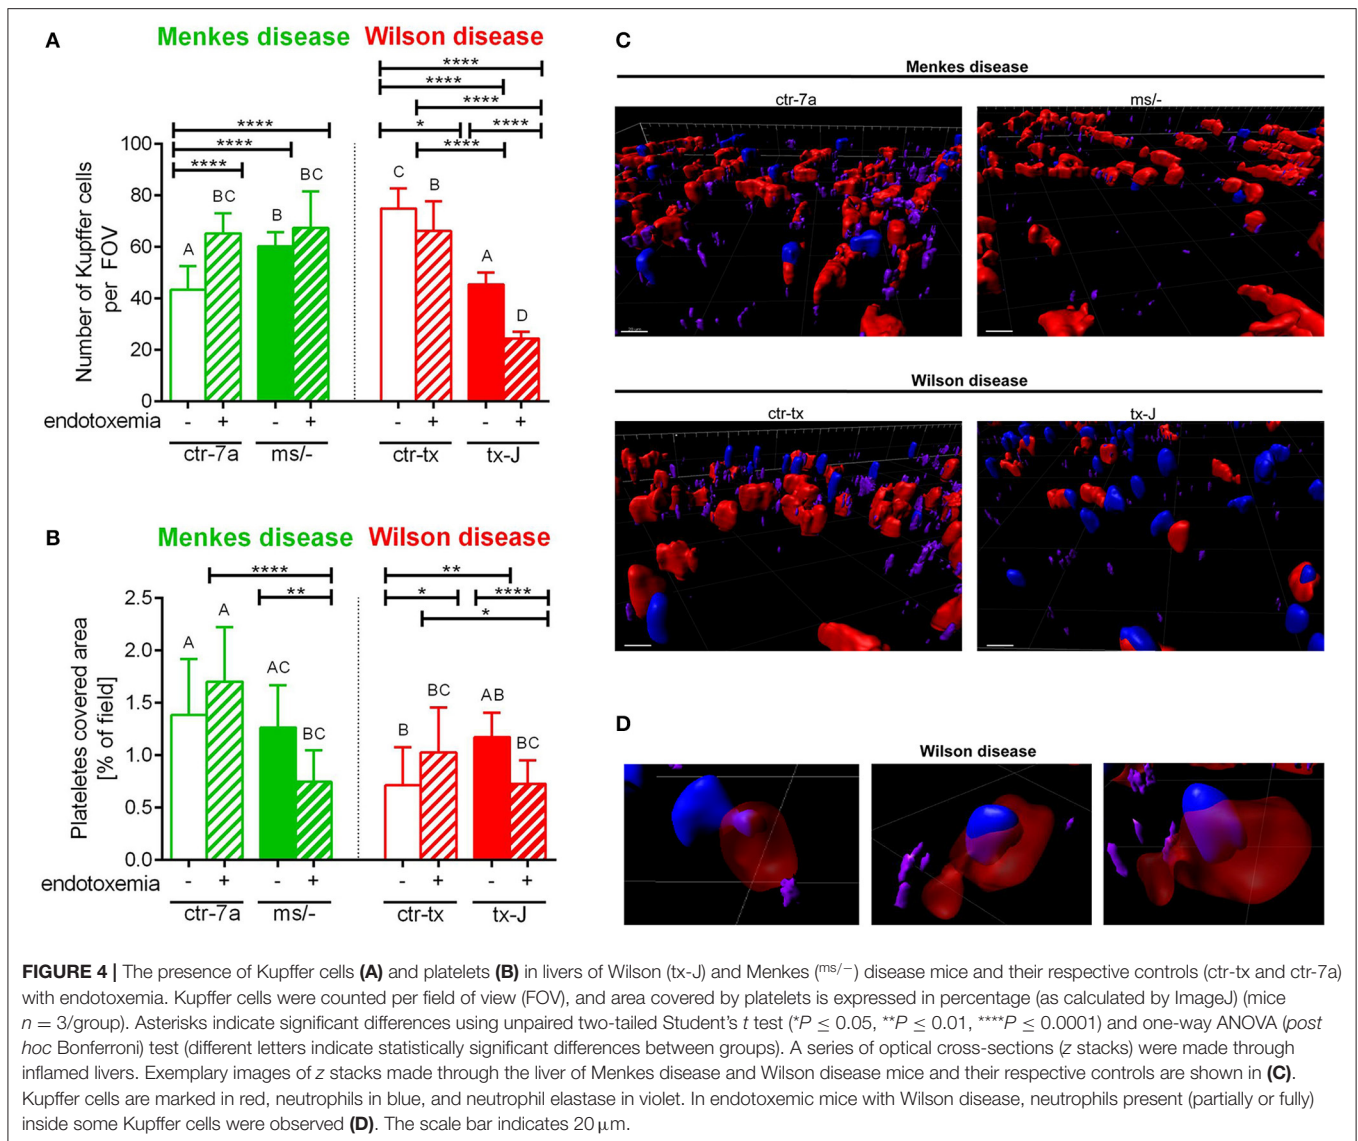 A
Menkes disease Wilson disease
****
****
****
****
* ****
****
****
****
****
Number of Kupffer cells
per FOV
100
80
60
40
20
0
A BC B BC C B A D
endotoxemia - + - + - + - +
ctr-7a ms/- ctr-tx tx-J
B
Menkes disease Wilson disease
**** **
** * ****
*
Plateletes covered area
[% of field]
2.5
2.0
1.5
1.0
0.5
0.0
A A AC BC B BC AB BC
endotoxemia - + - + - + - +
ctr-7a ms/- ctr-tx tx-J
C
Menkes disease
ctr-7a ms/-
Wilson disease
ctr-tx tx-J
D
Wilson disease
FIGURE 4 | The presence of Kupffer cells (A) and platelets (B) in livers of Wilson (tx-J) and Menkes (ms/−) disease mice and their respective controls (ctr-tx and ctr-7a)
with endotoxemia. Kupffer cells were counted per field of view (FOV), and area covered by platelets is expressed in percentage (as calculated by ImageJ) (mice
n = 3/group). Asterisks indicate significant differences using unpaired two-tailed Student's t test (*P ≤ 0.05, **P ≤ 0.01, ****P ≤ 0.0001) and one-way ANOVA (post
hoc Bonferroni) test (different letters indicate statistically significant differences between groups). A series of optical cross-sections (z stacks) were made through
inflamed livers. Exemplary images of z stacks made through the liver of Menkes disease and Wilson disease mice and their respective controls are shown in (C).
Kupffer cells are marked in red, neutrophils in blue, and neutrophil elastase in violet. In endotoxemic mice with Wilson disease, neutrophils present (partially or fully)
inside some Kupffer cells were observed (D). The scale bar indicates 20 µm.